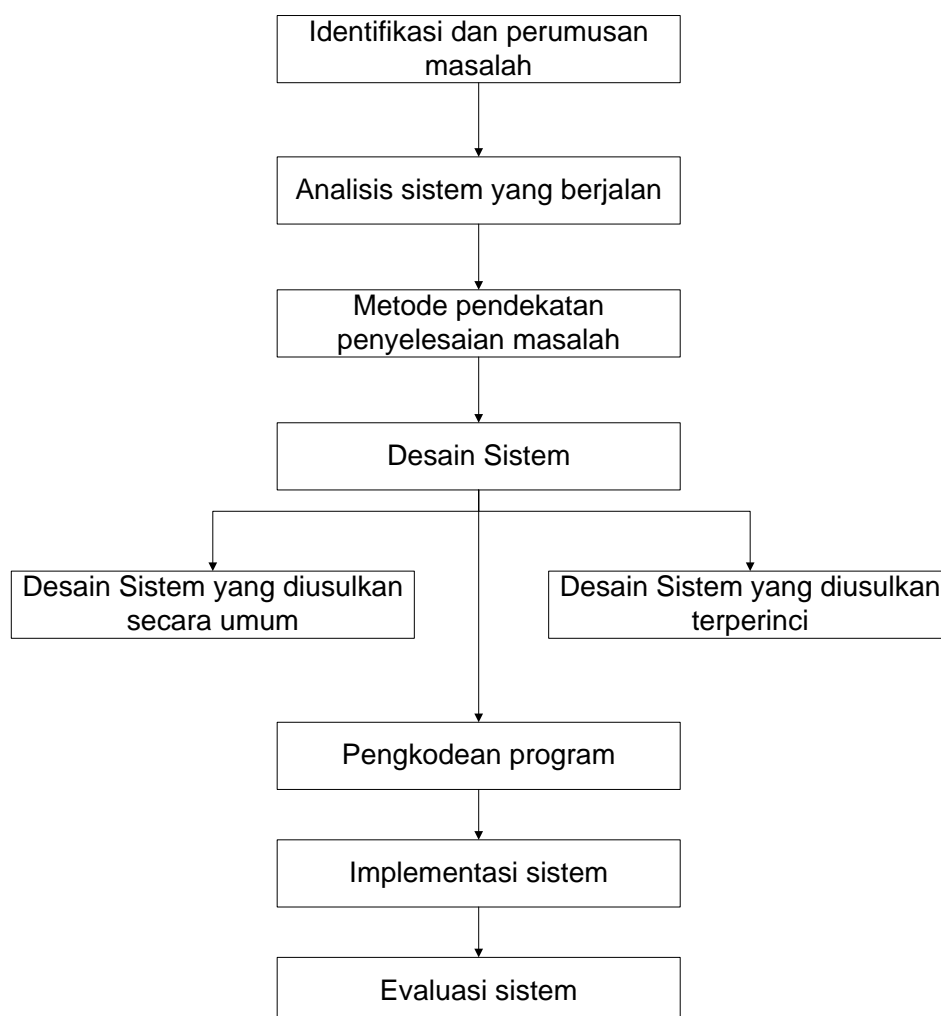 Identifikasi dan perumusan
masalah
Analisis sistem yang berjalan
Metode pendekatan
penyelesaian masalah
Desain Sistem
Desain Sistem yang diusulkan
secara umum
Desain Sistem yang diusulkan
terperinci
Pengkodean program
Implementasi sistem
Evaluasi sistem